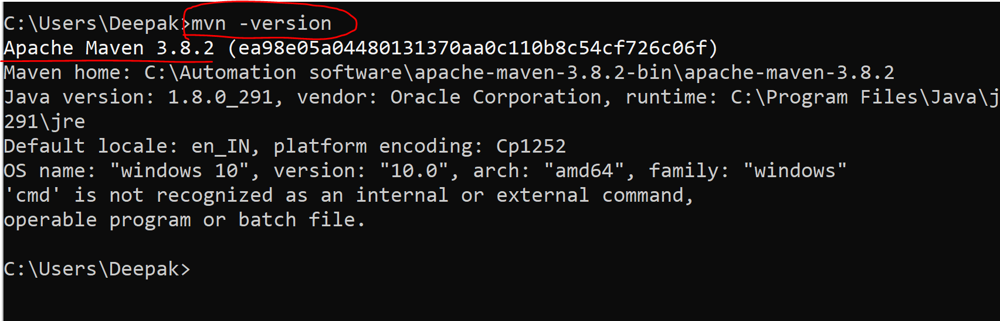 C:\Users\Deepak>mvn -version
Apache Maven 3.8.2 (ea98e05a04480131370aa0c110b8c54cf726c06f)
Maven home: C:\Automation software\apache-maven-3.8.2-bin\apache-maven-3.8.2
Java version: 1.8.0_291, vendor: Oracle Corporation, runtime: C:\Program Files\Java\j
291\jre
Default locale: en_IN, platform encoding: Cp1252
OS name: "windows 10", version: "10.0", arch: "amd64", family: "windows"
'cmd' is not recognized as an internal or external command,
operable program or batch file.
C:\Users\Deepak>